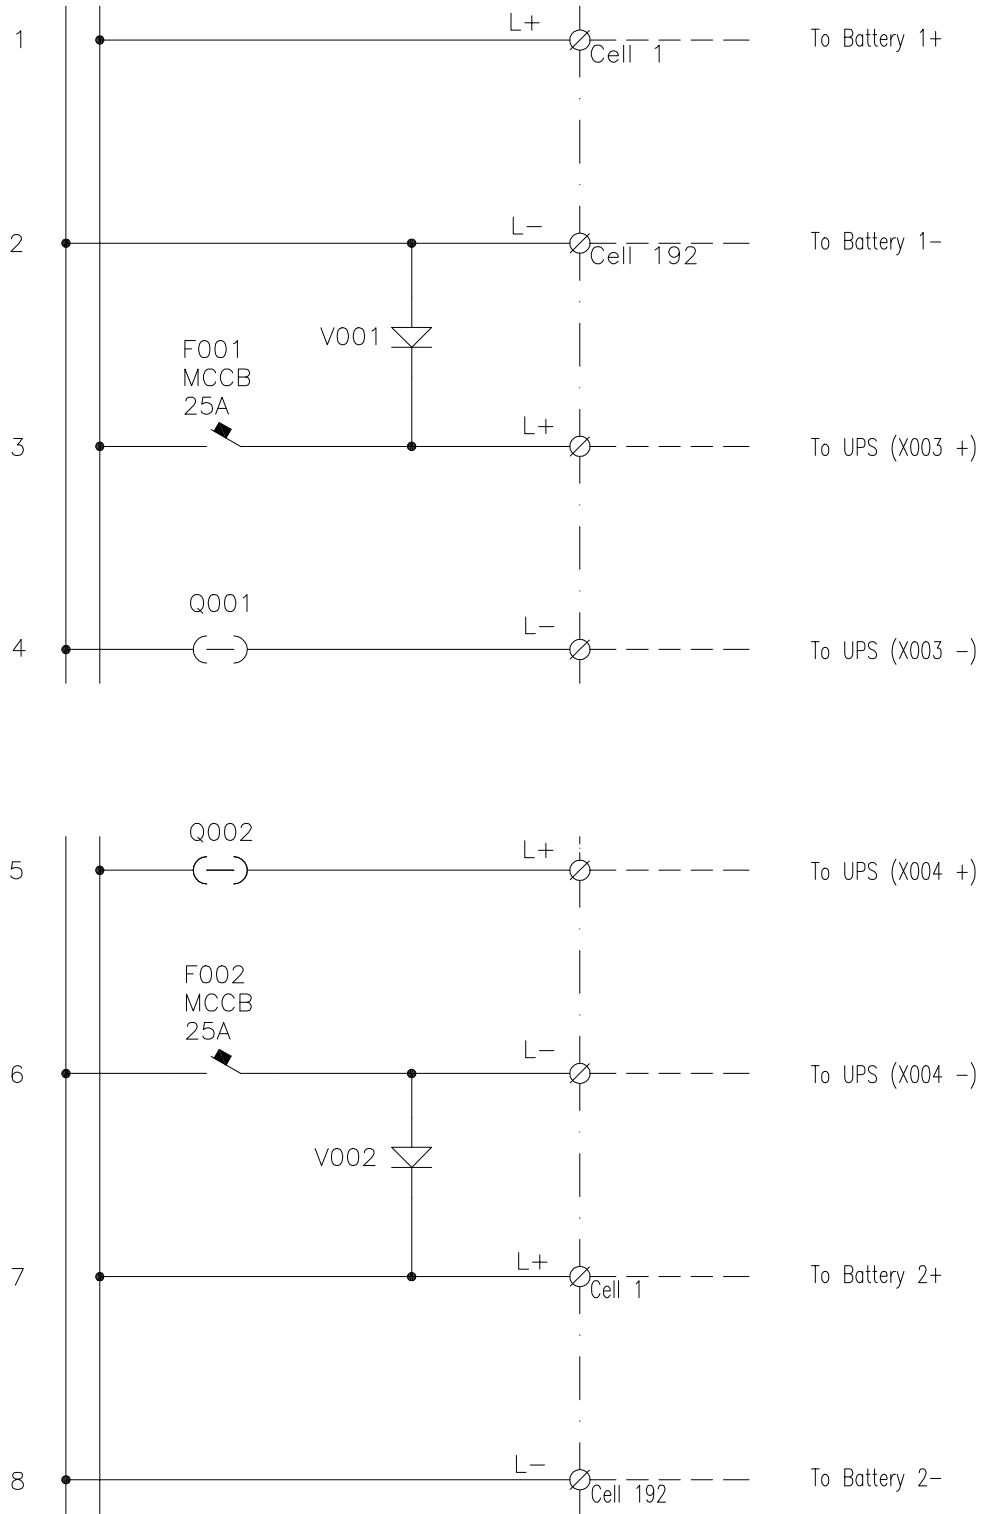 1 L+ To Battery 1+
Cell 1
2 L- To Battery 1-
Cell 192
V001
F001
MCCB
25A
3 L+ To UPS (X003 +)
Q001
4 L- To UPS (X003 -)
Q002
5 L+ To UPS (X004 +)
F002
MCCB
25A
6 L- To UPS (X004 -)
V002
7 L+ To Battery 2+
Cell 1
8 L- To Battery 2-
Cell 192